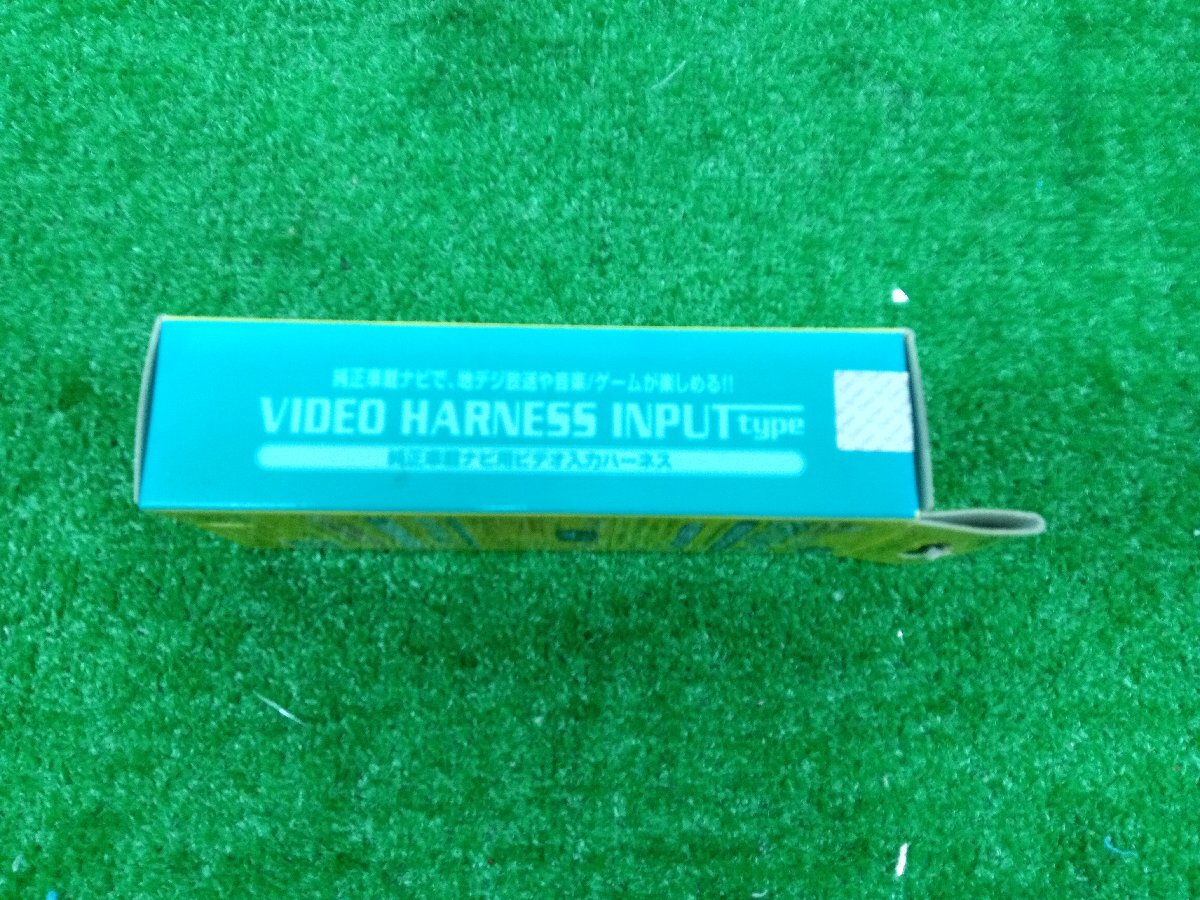 純正車載ナビで、地デジ放送や音楽/ゲームが楽しめる!!
VIDEO HARNESS INPUT type
純正車載ナビ用ビデオ入力ハーネス